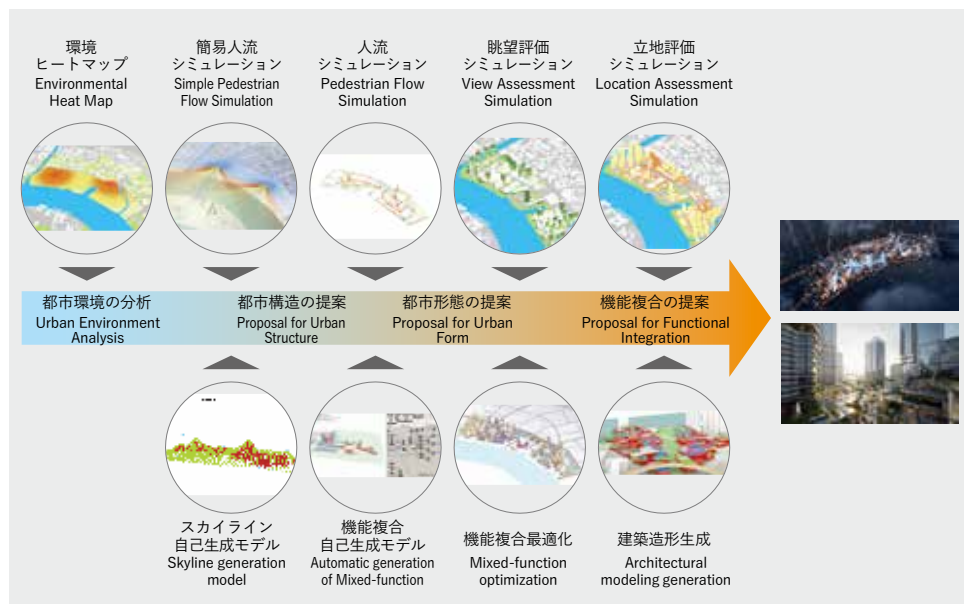 環境
ヒートマップ
Environmental
Heat Map
簡易人流
シミュレーション
Simple Pedestrian
Flow Simulation
人流
シミュレーション
Pedestrian Flow
Simulation
眺望評価
シミュレーション
View Assessment
Simulation
立地評価
シミュレーション
Location Assessment
Simulation
都市環境の分析
Urban Environment
Analysis
都市構造の提案
Proposal for Urban
Structure
都市形態の提案
Proposal for Urban
Form
機能複合の提案
Proposal for Functional
Integration
スカイライン
自己生成モデル
Skyline generation
model
機能複合
自己生成モデル
Automatic generation
of Mixed-function
機能複合最適化
Mixed-function
optimization
建築造形生成
Architectural
modeling generation